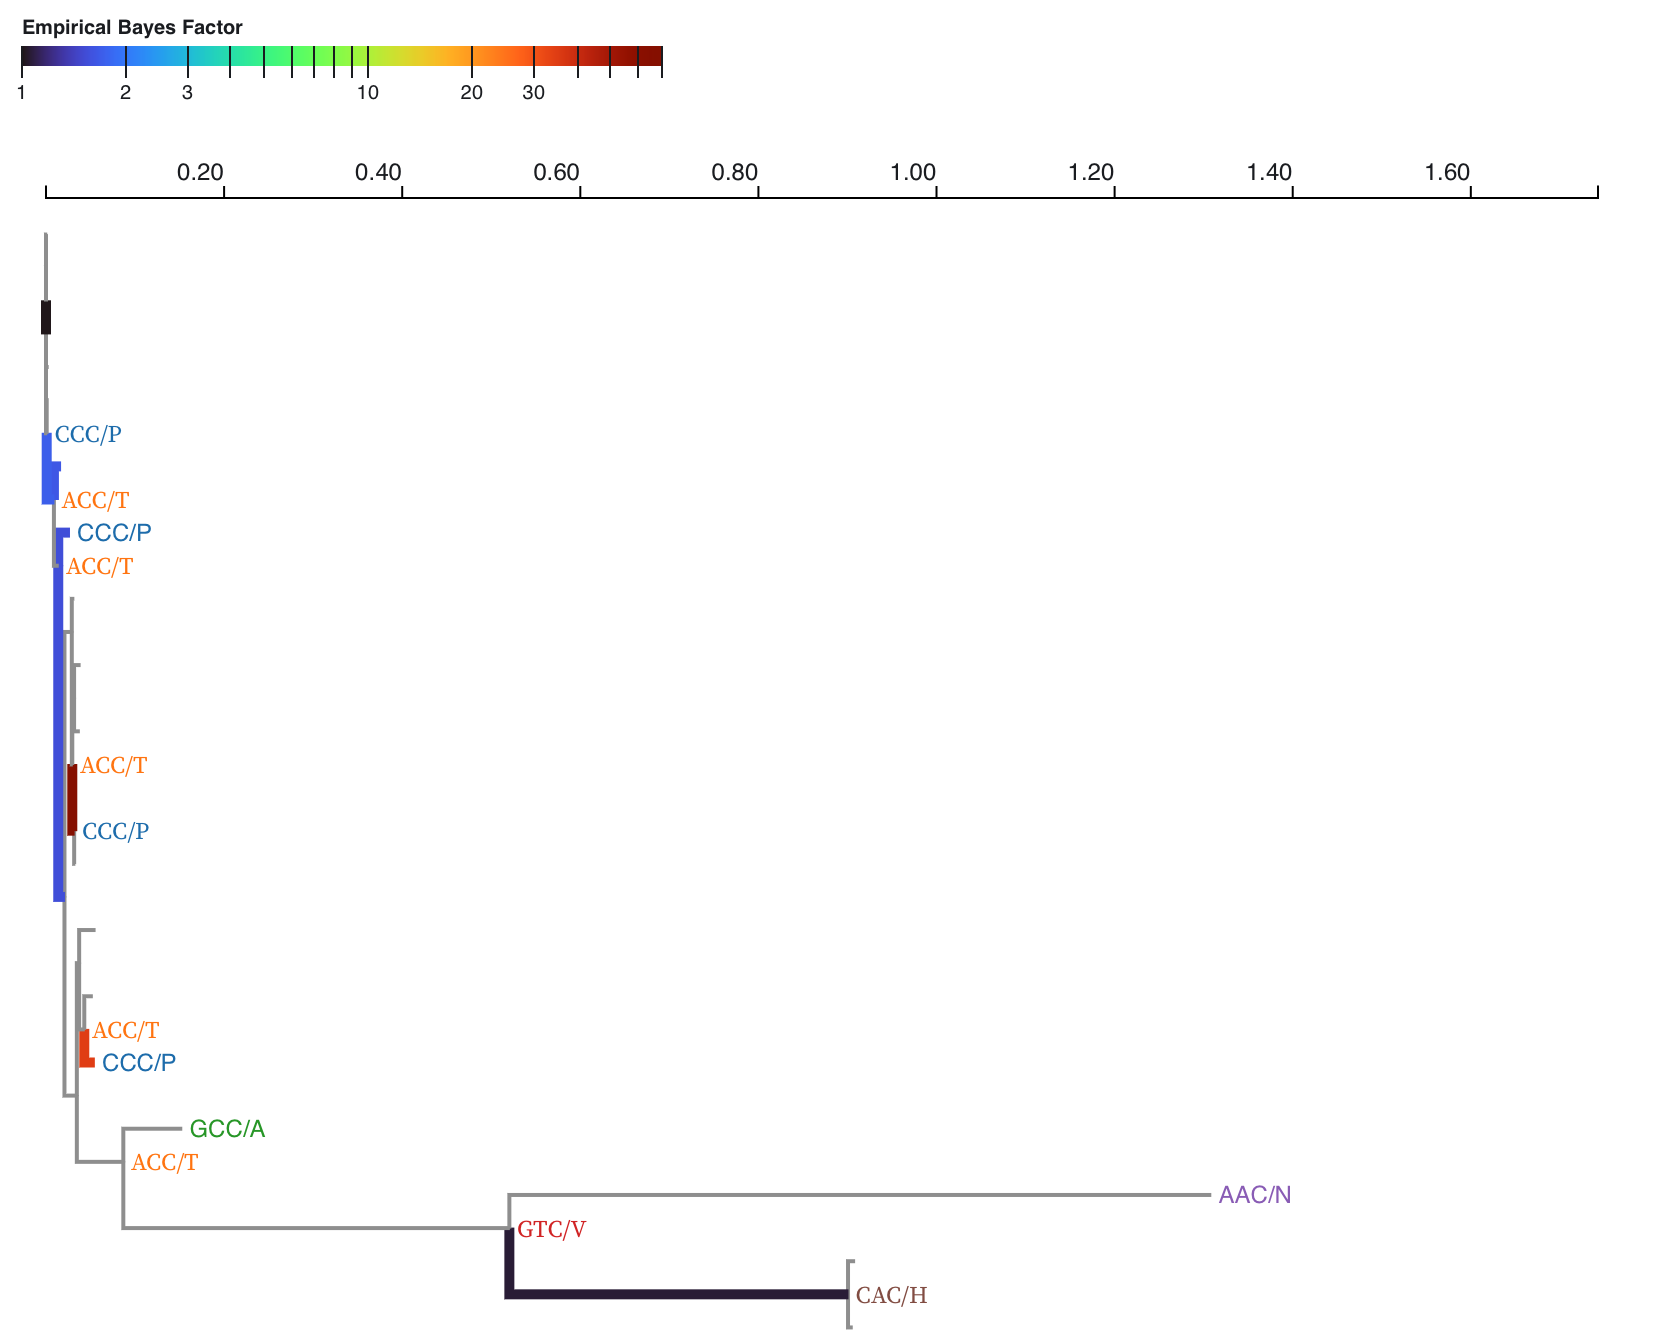 Empirical Bayes Factor
1 2 3 10 20 30
0.20 0.40 0.60 0.80 1.00 1.20 1.40 1.60
CCC/P
ACC/T
CCC/P
ACC/T
ACC/T
CCC/P
ACC/T
CCC/P
GCC/A
ACC/T
AAC/N
GTC/V
CAC/H